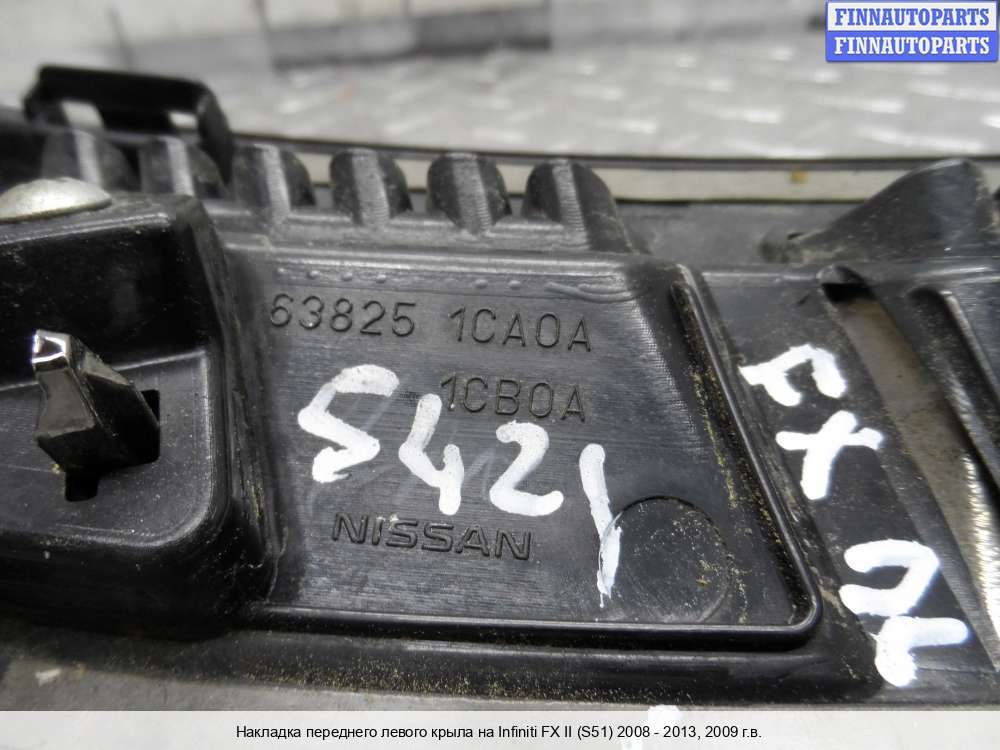 FINNAUTOPARTS
FINNAUTOPARTS
63825 1CA0A
1CB0A
5421
NISSAN
FX
Накладка переднего левого крыла на Infiniti FX II (S51) 2008 - 2013, 2009 г.в.